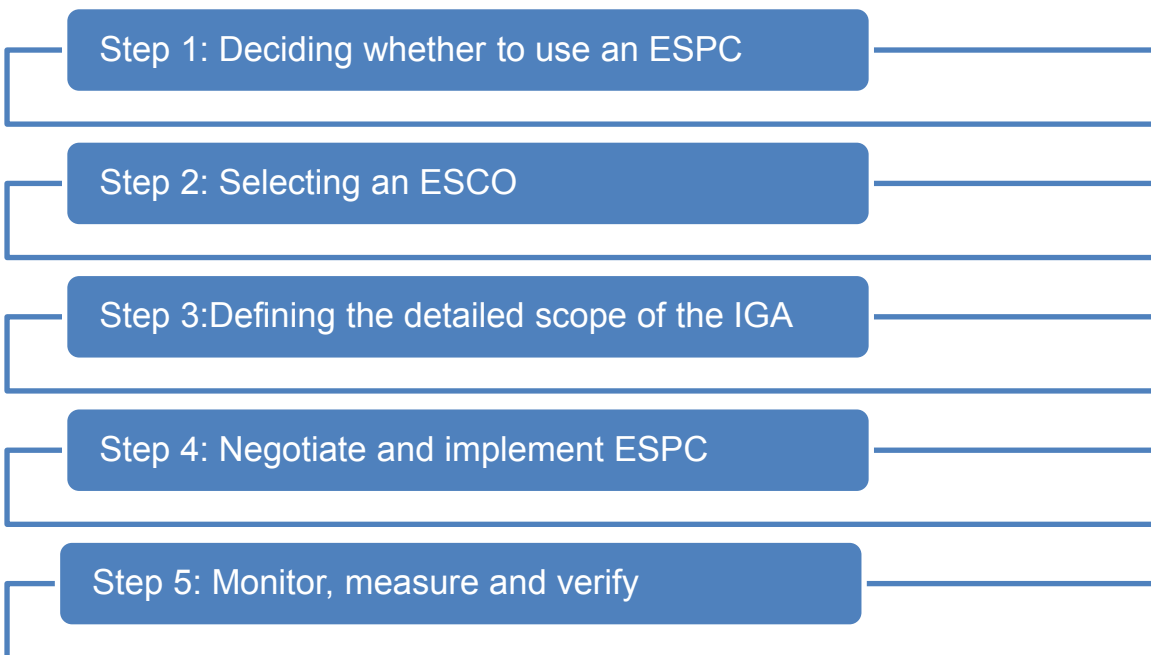 Step 1: Deciding whether to use an ESPC
Step 2: Selecting an ESCO
Step 3:Defining the detailed scope of the IGA
Step 4: Negotiate and implement ESPC
Step 5: Monitor, measure and verify